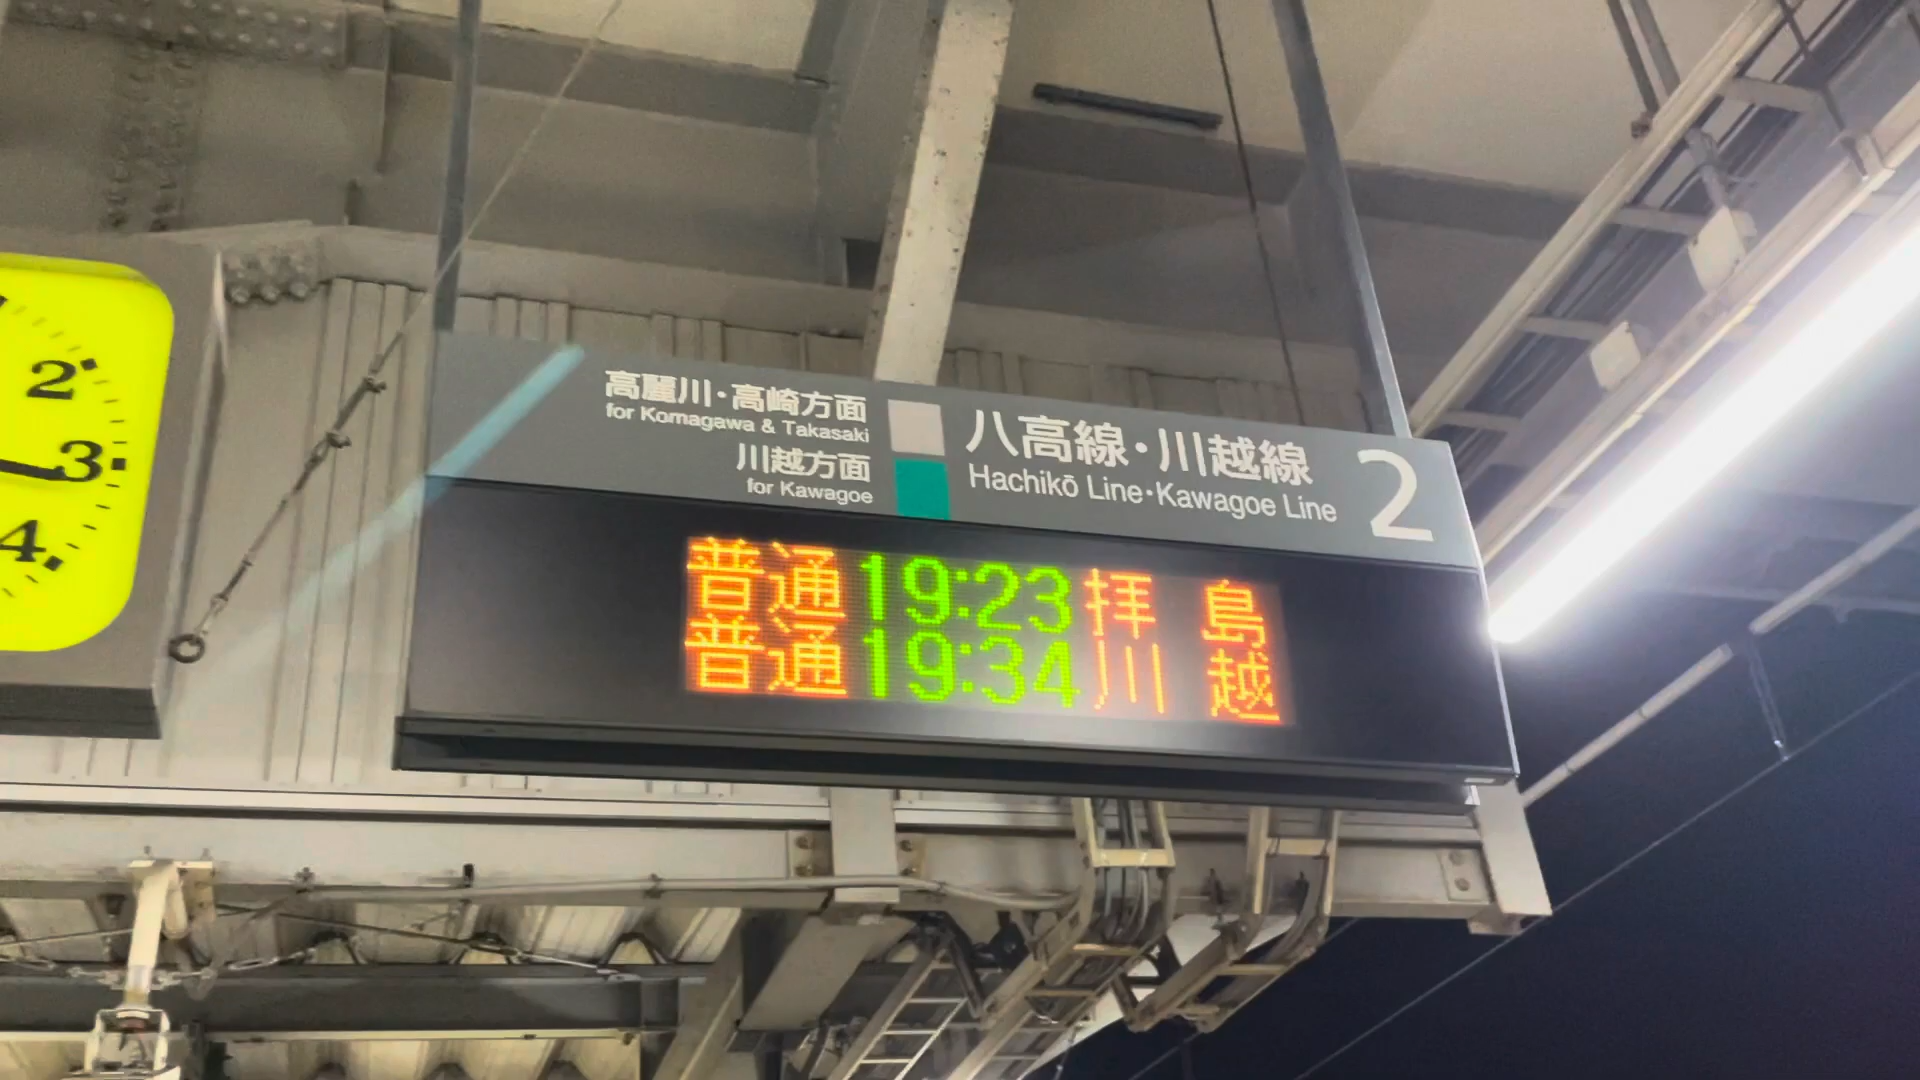 2
3
4
高麗川・高崎方面
for Komagawa & Takasaki
川越方面
for Kawagoe
八高線・川越線
Hachikō Line・Kawagoe Line
2
普通 19:23 拝島
普通 19:34 川越